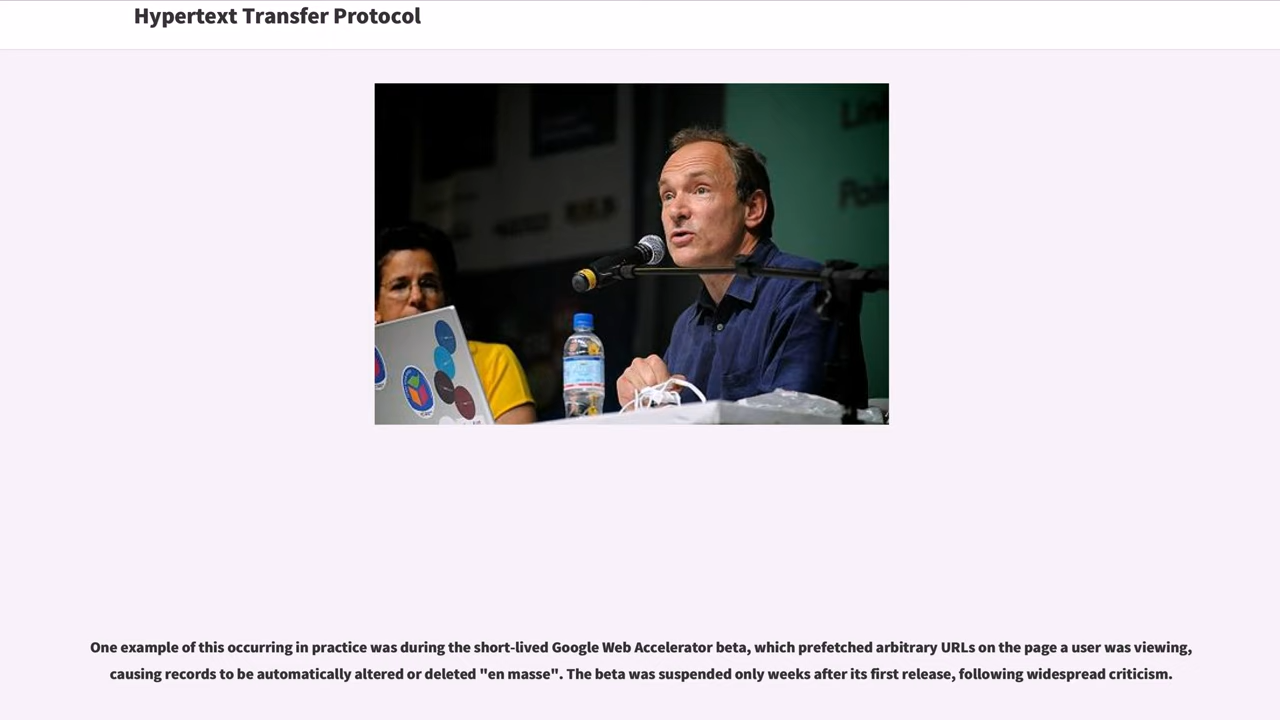 Hypertext Transfer Protocol
One example of this occurring in practice was during the short-lived Google Web Accelerator beta, which prefetched arbitrary URLs on the page a user was viewing,
causing records to be automatically altered or deleted "en masse". The beta was suspended only weeks after its first release, following widespread criticism.